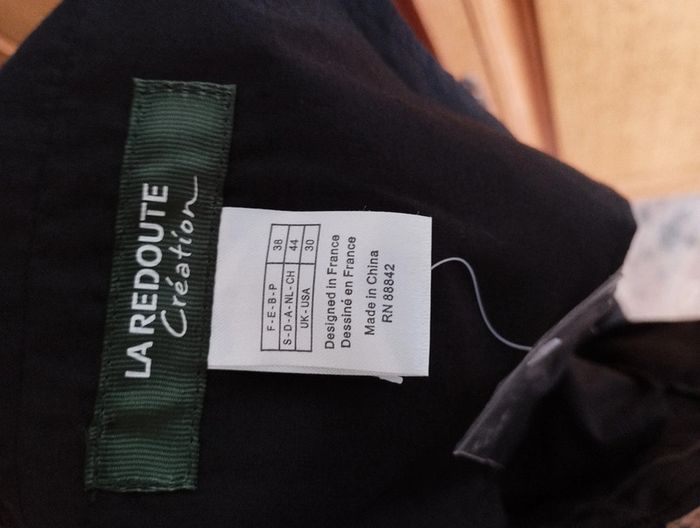 LA REDOUTE
Création
F-E-B-P 38
S-D-A-NL-CH 44
UK-USA 30
Designed in France
Dessiné en France
Made in China
RN 88842